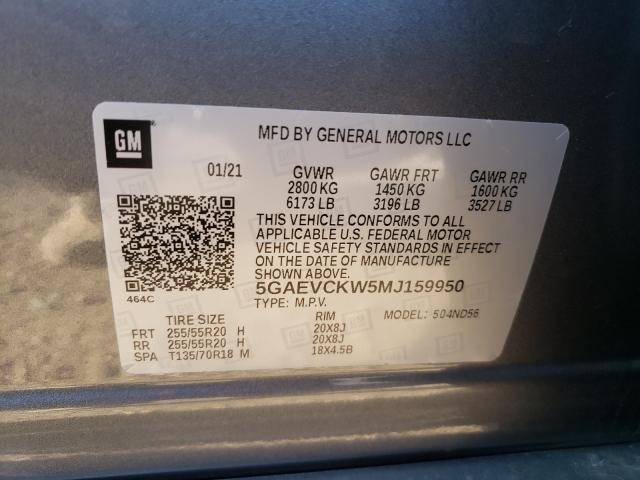 GM
MFD BY GENERAL MOTORS LLC
01/21 GVWR GAWR FRT GAWR RR
2800 KG 1450 KG 1600 KG
6173 LB 3196 LB 3527 LB
THIS VEHICLE CONFORMS TO ALL
APPLICABLE U.S. FEDERAL MOTOR
VEHICLE SAFETY STANDARDS IN EFFECT
ON THE DATE OF MANUFACTURE
SHOWN ABOVE.
464C
5GAEVCKW5MJ159950
TYPE: M.P.V. MODEL: 504ND56
TIRE SIZE RIM
FRT 255/55R20 H 20X8J
RR 255/55R20 H 20X8J
SPA T135/70R18 M 18X4.5B